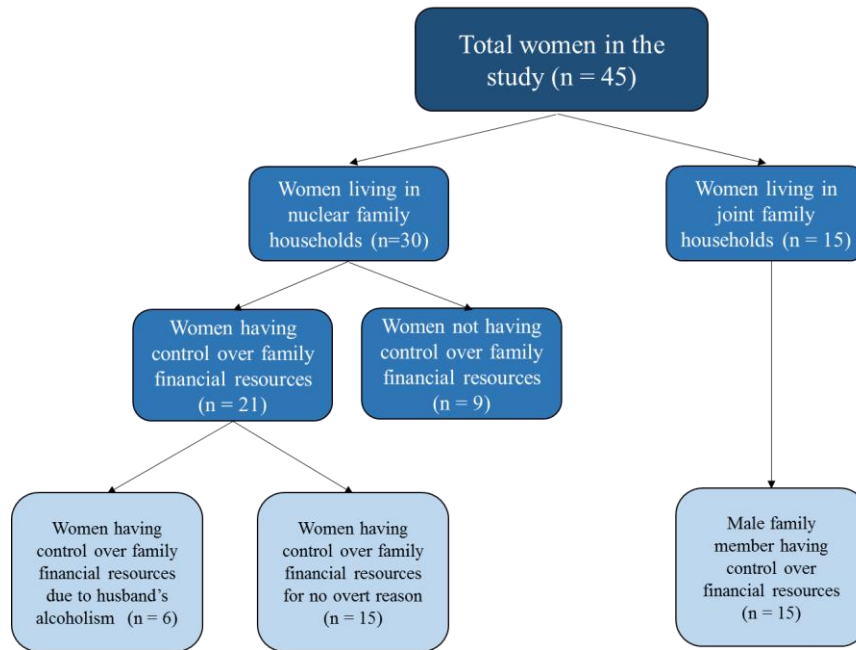 Total women in the
study (n = 45)
Women living in
nuclear family
households (n=30)
Women living in
joint family
households (n = 15)
Women having
control over family
financial resources
(n = 21)
Women not having
control over family
financial resources
(n = 9)
Women having
control over family
financial resources
due to husband's
alcoholism (n = 6)
Women having
control over family
financial resources
for no overt reason
(n = 15)
Male family
member having
control over
financial resources
(n = 15)